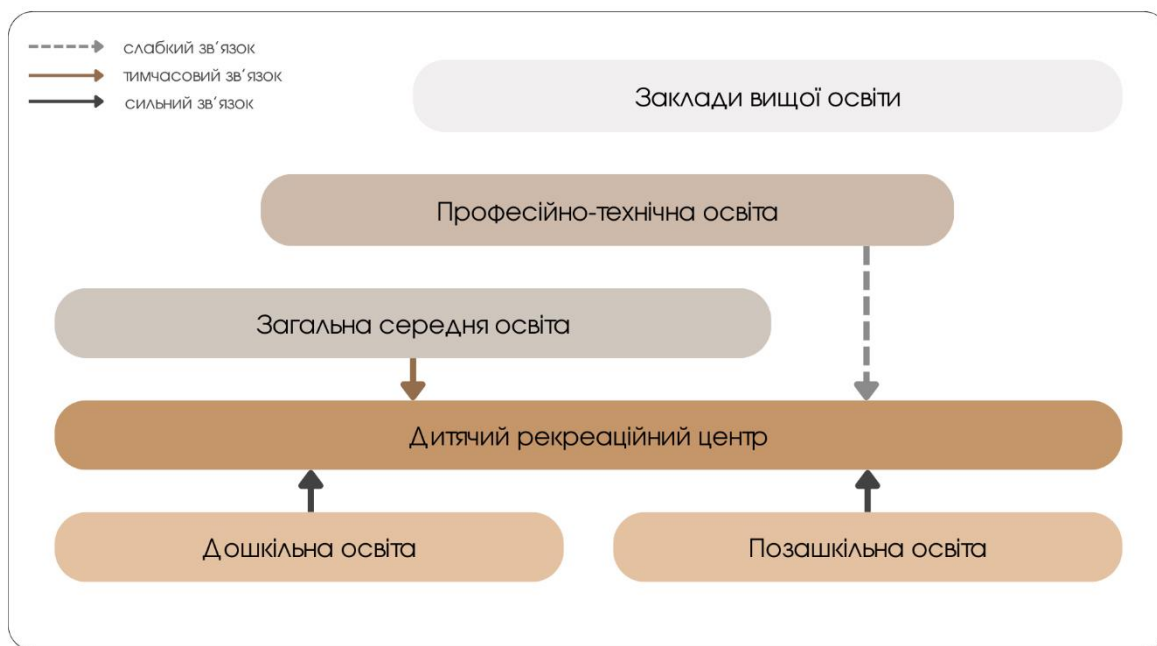 слабкий зв'язок
тимчасовий зв'язок
сильний зв'язок
Заклади вищої освіти
Професійно-технічна освіта
Загальна середня освіта
Дитячий рекреаційний центр
Дошкільна освіта
Позашкільна освіта